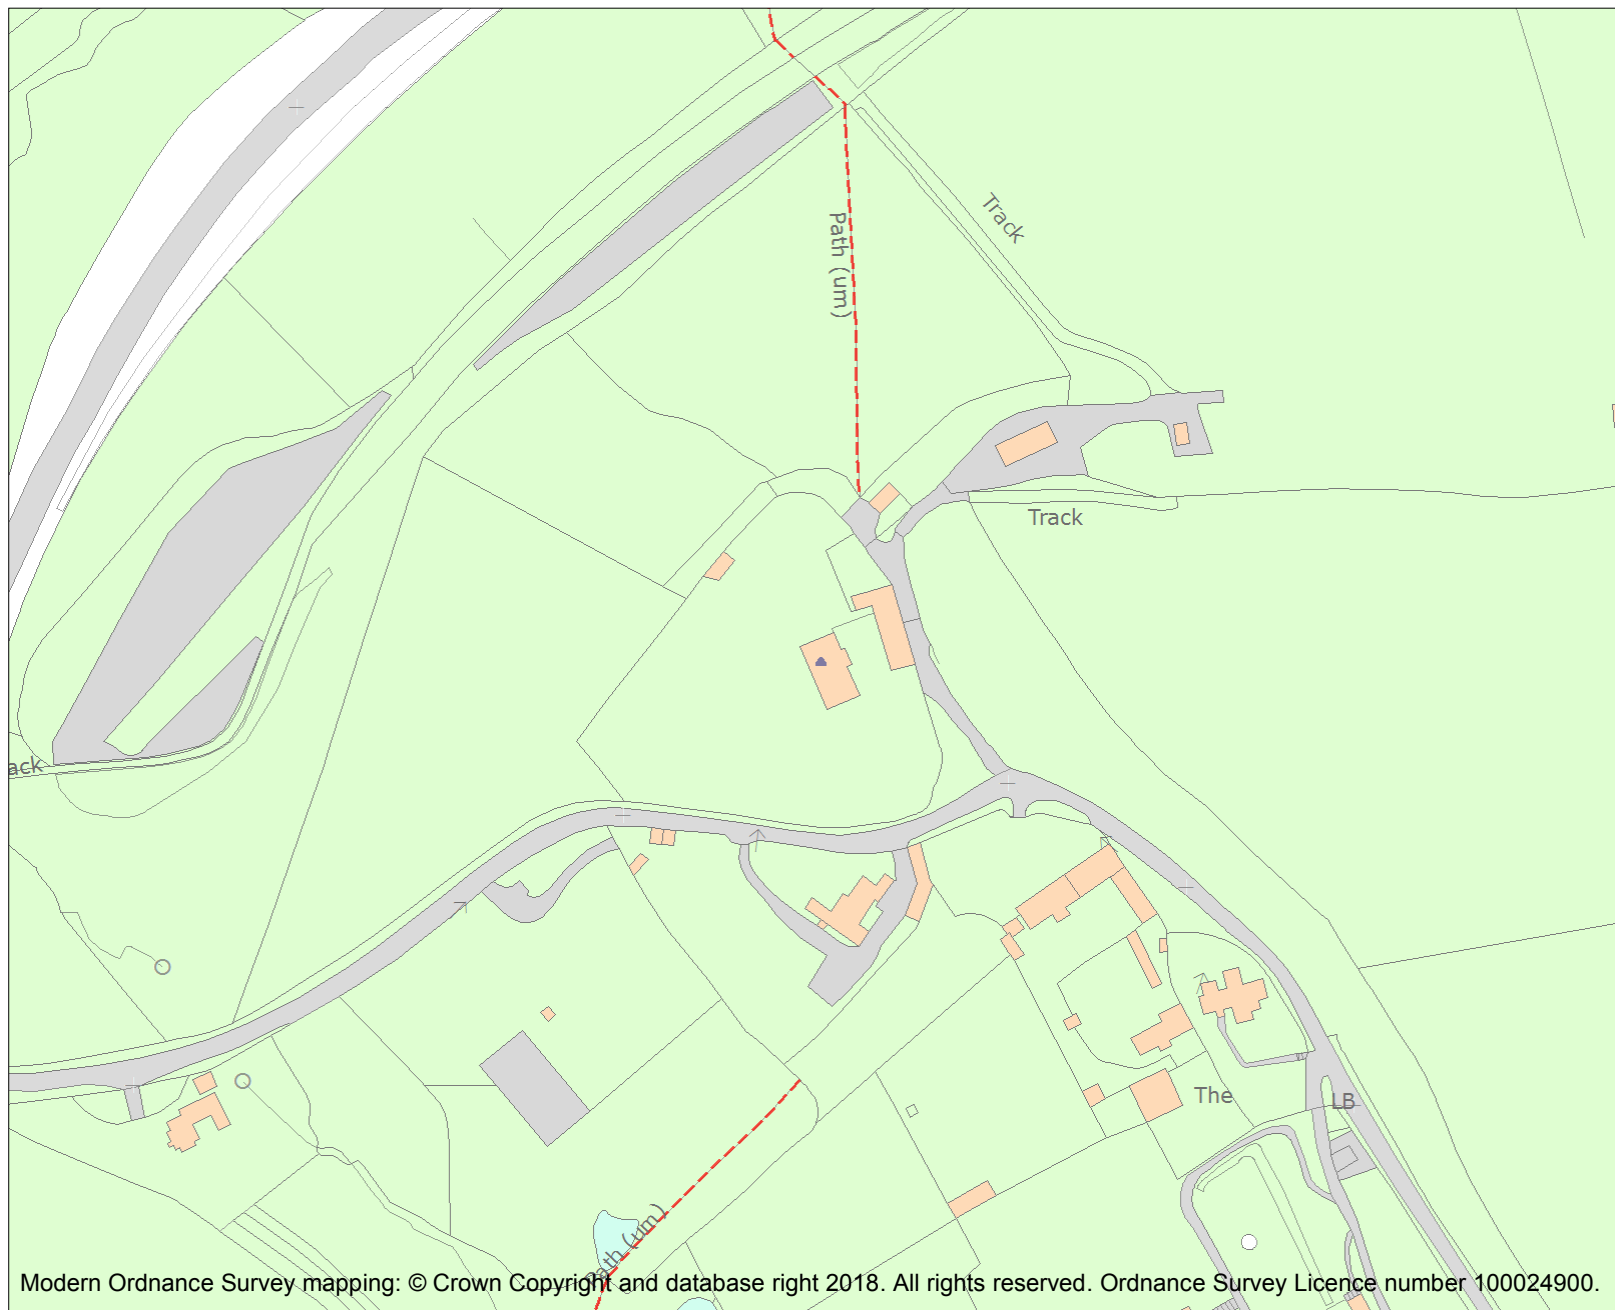 Track
Path (um)
Track
ack
The
LB
Path (um)
Modern Ordnance Survey mapping: © Crown Copyright and database right 2018. All rights reserved. Ordnance Survey Licence number 100024900.